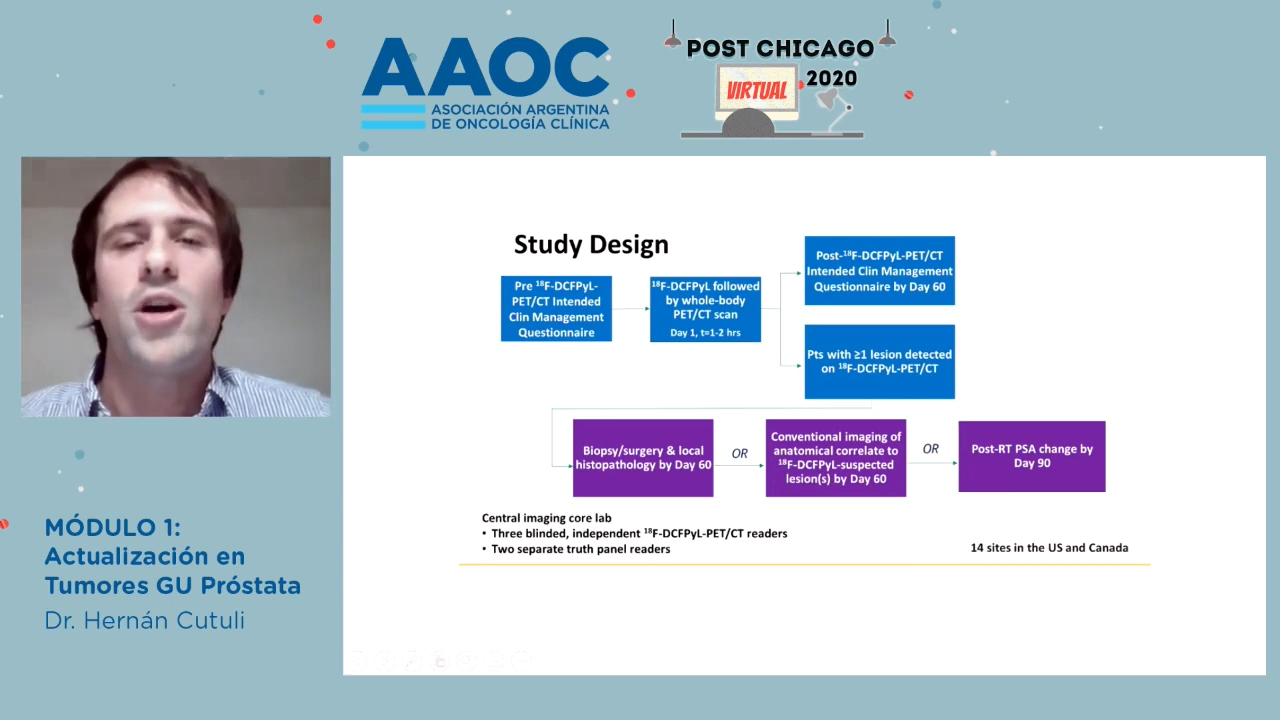 AAOC
ASOCIACIÓN ARGENTINA
DE ONCOLOGÍA CLÍNICA
POST CHICAGO
2020
VIRTUAL
Study Design
Pre ¹⁸F-DCFPyL-
PET/CT Intended
Clin Management
Questionnaire
¹⁸F-DCFPyL followed
by whole-body
PET/CT scan
Day 1, t=1-2 hrs
Post-¹⁸F-DCFPyL-PET/CT
Intended Clin Management
Questionnaire by Day 60
Pts with ≥1 lesion detected
on ¹⁸F-DCFPyL-PET/CT
Biopsy/surgery & local
histopathology by Day 60
OR
Conventional imaging of
anatomical correlate to
¹⁸F-DCFPyL-suspected
lesion(s) by Day 60
OR
Post-RT PSA change by
Day 90
Central imaging core lab
• Three blinded, independent ¹⁸F-DCFPyL-PET/CT readers
• Two separate truth panel readers
14 sites in the US and Canada
MÓDULO 1:
Actualización en
Tumores GU Próstata
Dr. Hernán Cutuli